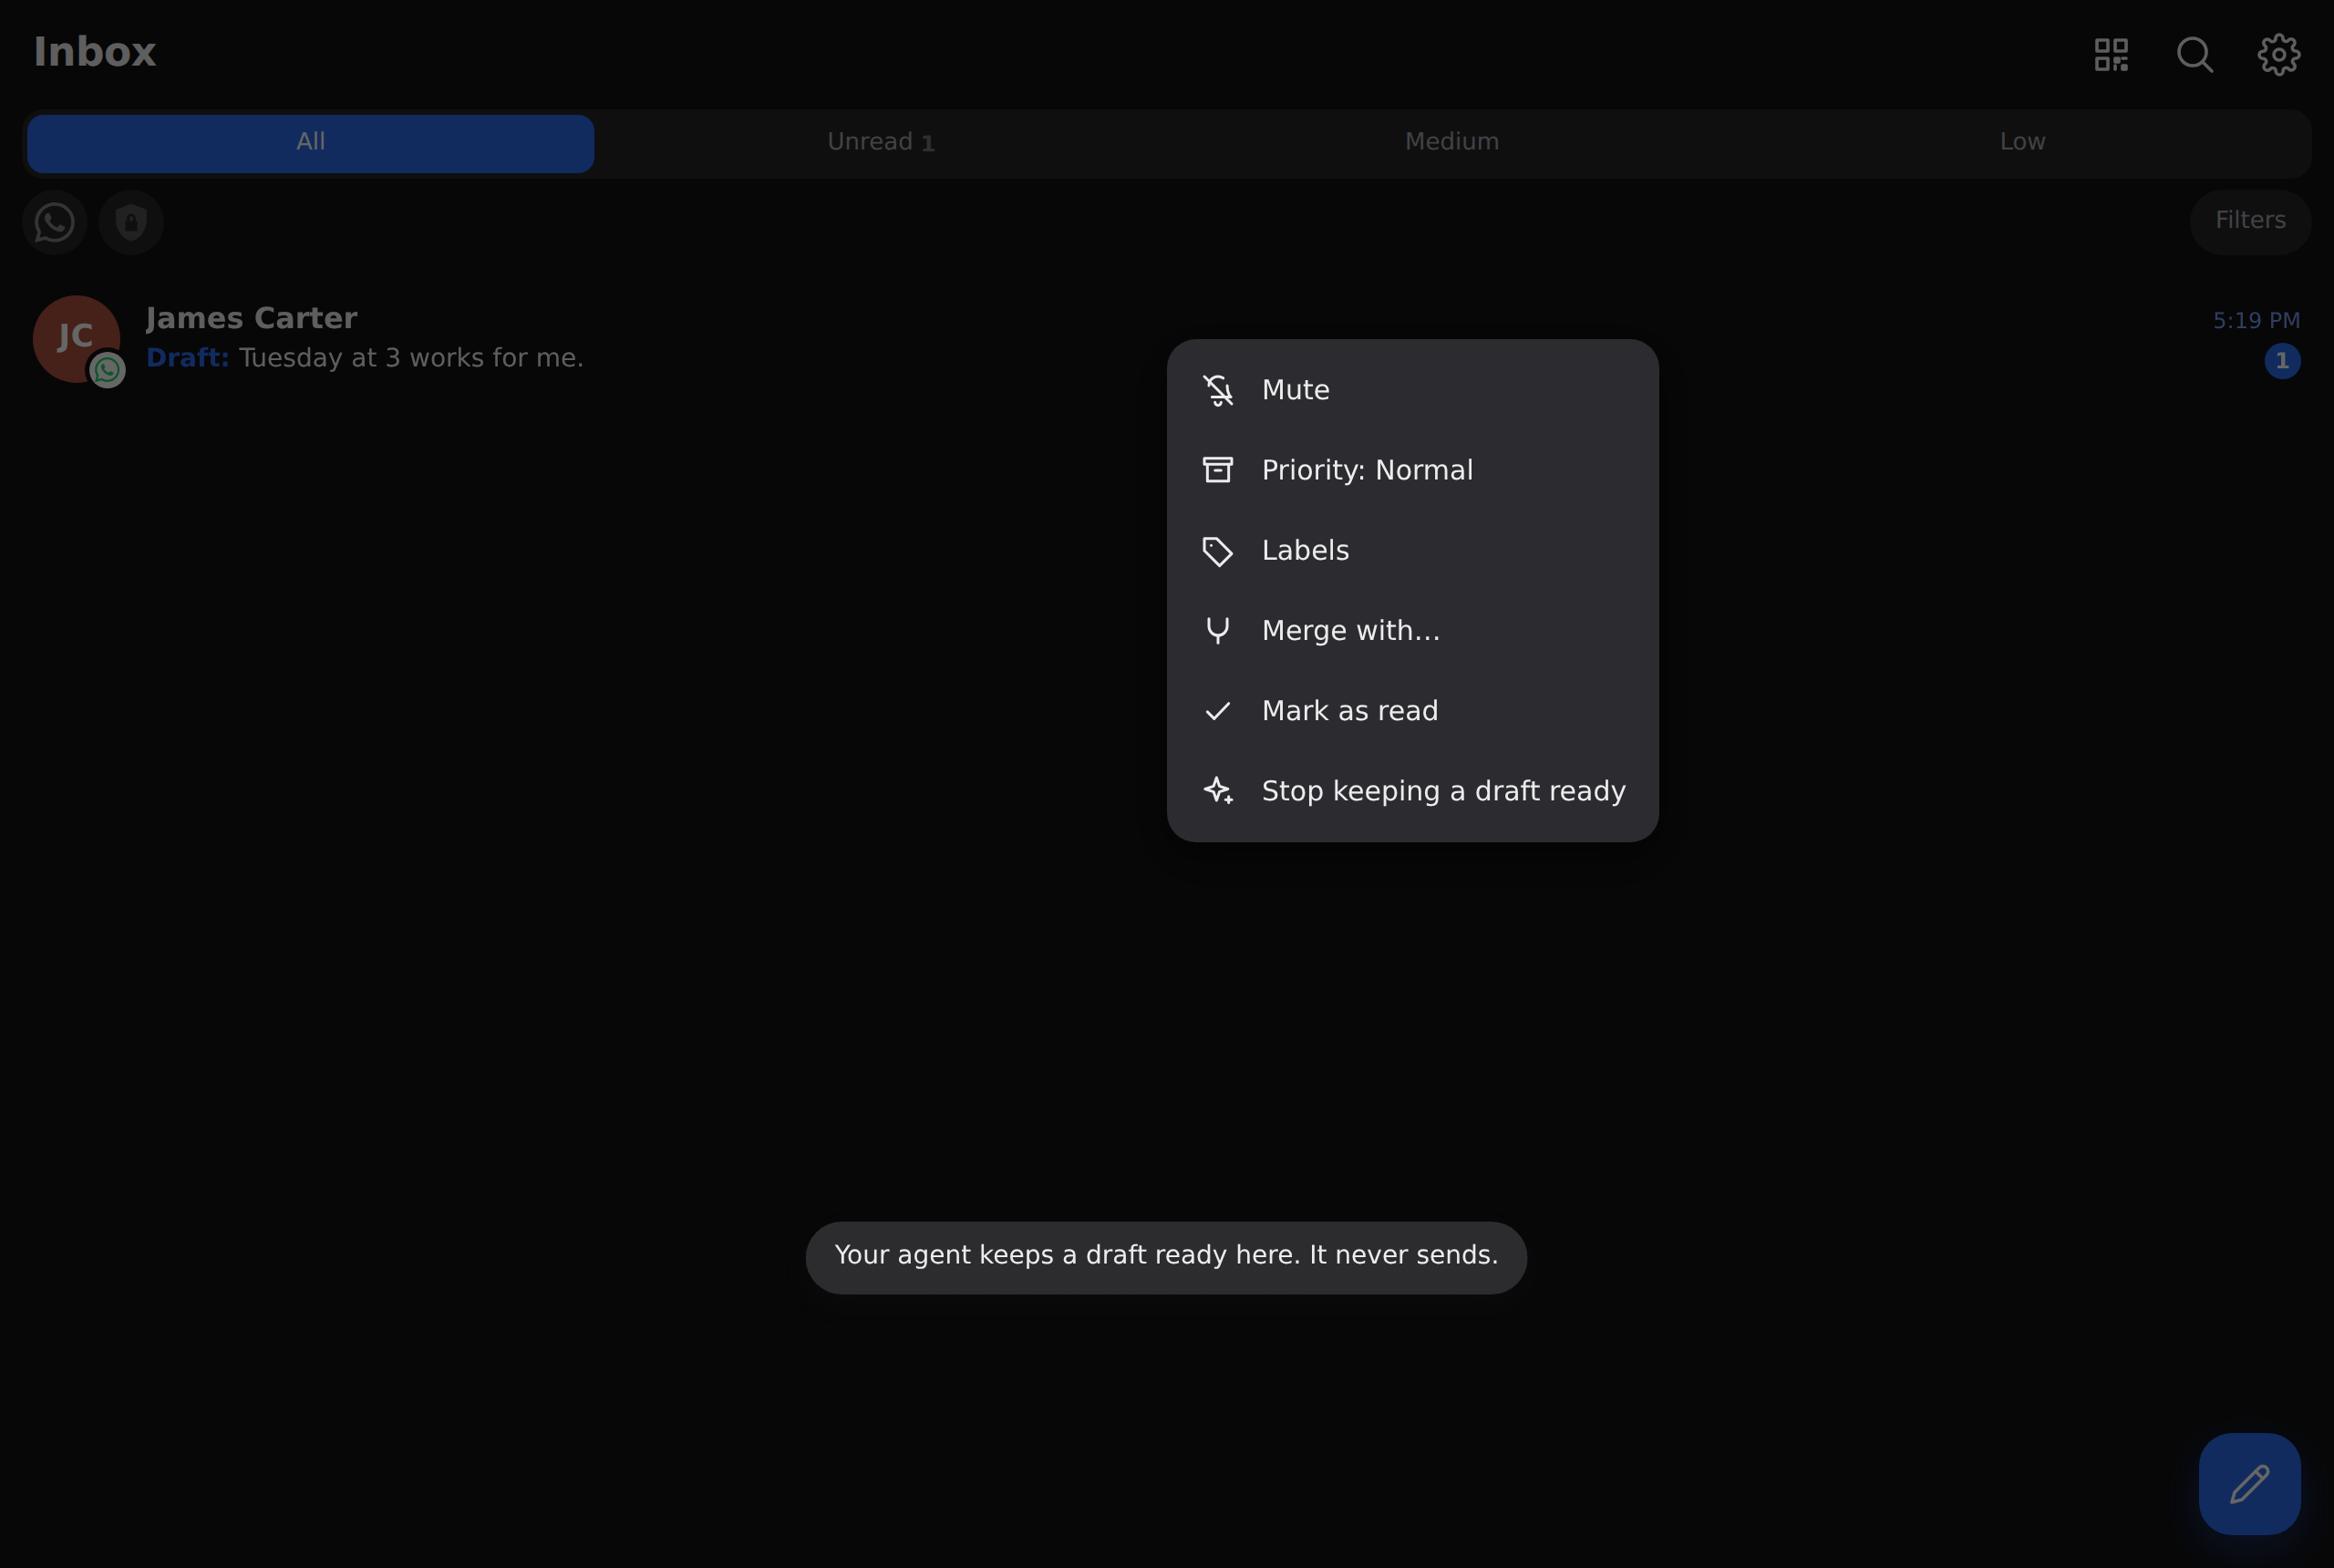 Inbox
All
Unread 1
Medium
Low
Filters
JC
James Carter
5:19 PM
Draft: Tuesday at 3 works for me.
1
Mute
Priority: Normal
Labels
Merge with...
Mark as read
Stop keeping a draft ready
Your agent keeps a draft ready here. It never sends.